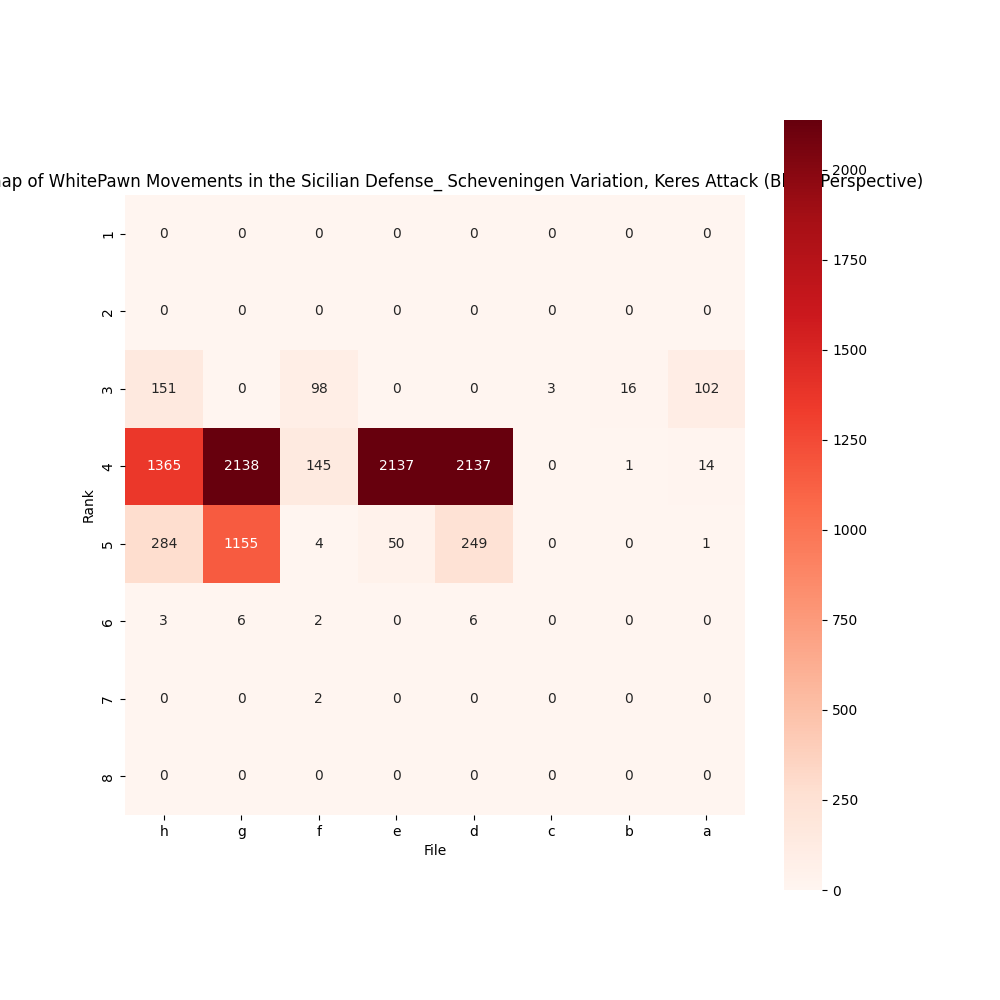 of WhitePawn Movements in the Sicilian Defense_ Scheveningen Variation, Keres Attack Perspective)
2000
1750
1500
1250
1000
750
500
250
0
Rank
1 0 0 0 0 0 0 0 0
2 0 0 0 0 0 0 0 0
3 151 0 98 0 0 3 16 102
4 1365 2138 145 2137 2137 0 1 14
5 284 1155 4 50 249 0 0 1
6 3 6 2 0 6 0 0 0
7 0 0 2 0 0 0 0 0
8 0 0 0 0 0 0 0 0
h g f e d c b a
File